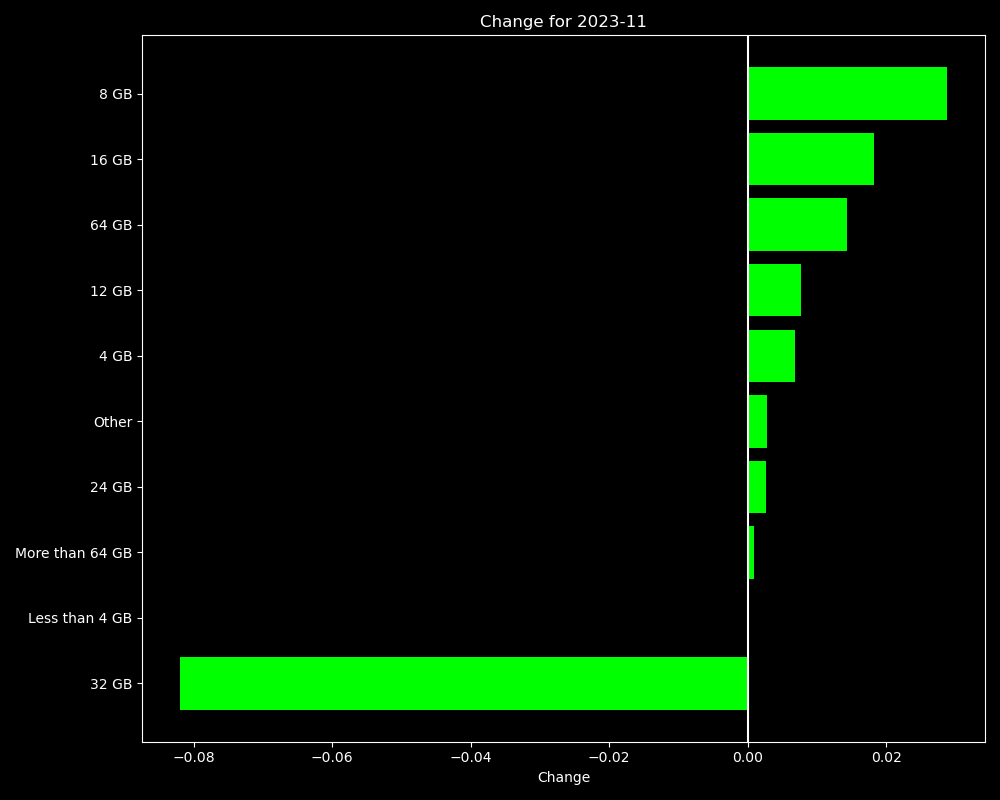 Change for 2023-11
8 GB
16 GB
64 GB
12 GB
4 GB
Other
24 GB
More than 64 GB
Less than 4 GB
32 GB
−0.08 −0.06 −0.04 −0.02 0.00 0.02
Change